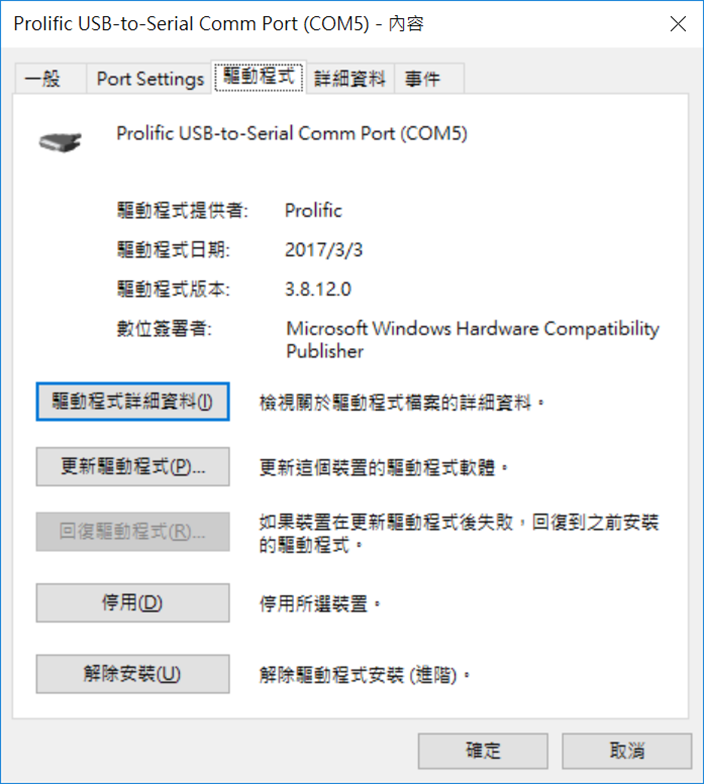 Prolific USB-to-Serial Comm Port (COM5) - 內容
一般 Port Settings 驅動程式 詳細資料 事件
Prolific USB-to-Serial Comm Port (COM5)
驅動程式提供者: Prolific
驅動程式日期: 2017/3/3
驅動程式版本: 3.8.12.0
數位簽署者: Microsoft Windows Hardware Compatibility
Publisher
驅動程式詳細資料(I) 檢視關於驅動程式檔案的詳細資料。
更新驅動程式(P)... 更新這個裝置的驅動程式軟體。
回復驅動程式(R)... 如果裝置在更新驅動程式後失敗，回復到之前安裝
的驅動程式。
停用(D) 停用所選裝置。
解除安裝(U) 解除驅動程式安裝 (進階)。
確定 取消